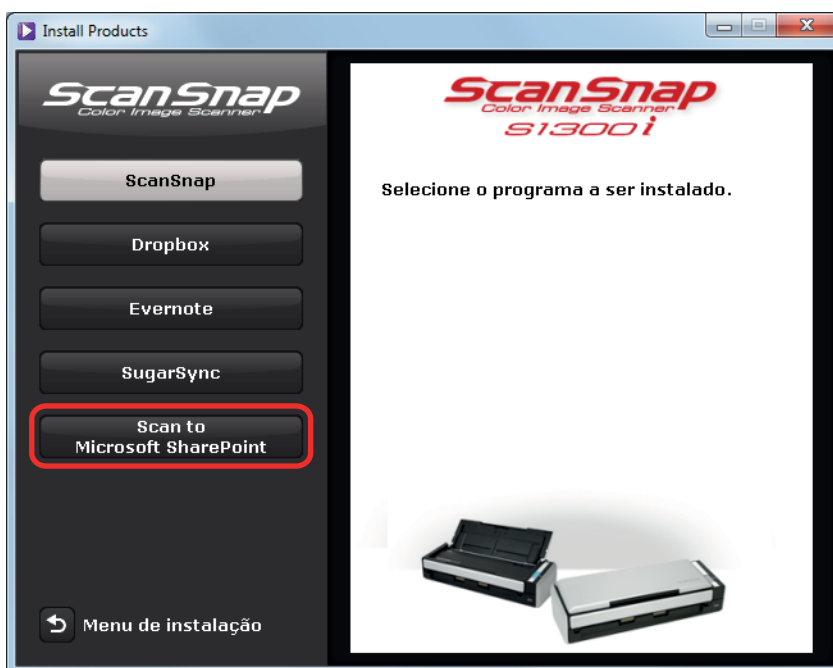 Install Products
ScanSnap
Color Image Scanner
ScanSnap
Dropbox
Evernote
SugarSync
Scan to
Microsoft SharePoint
Menu de instalação
ScanSnap
Color Image Scanner
S1300i
Selecione o programa a ser instalado.